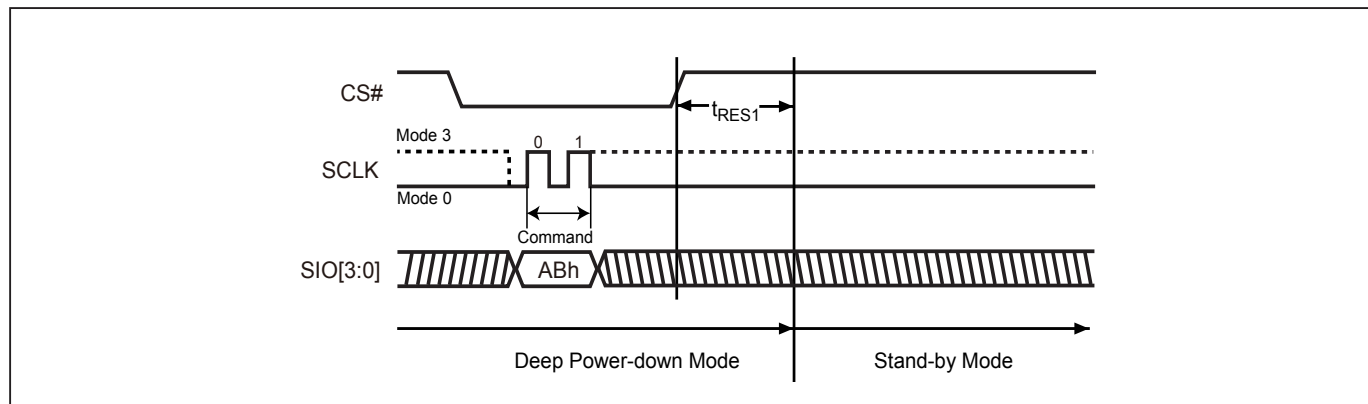 CS#
tRES1
Mode 3
0 1
SCLK
Mode 0
Command
SIO[3:0]
ABh
Deep Power-down Mode
Stand-by Mode